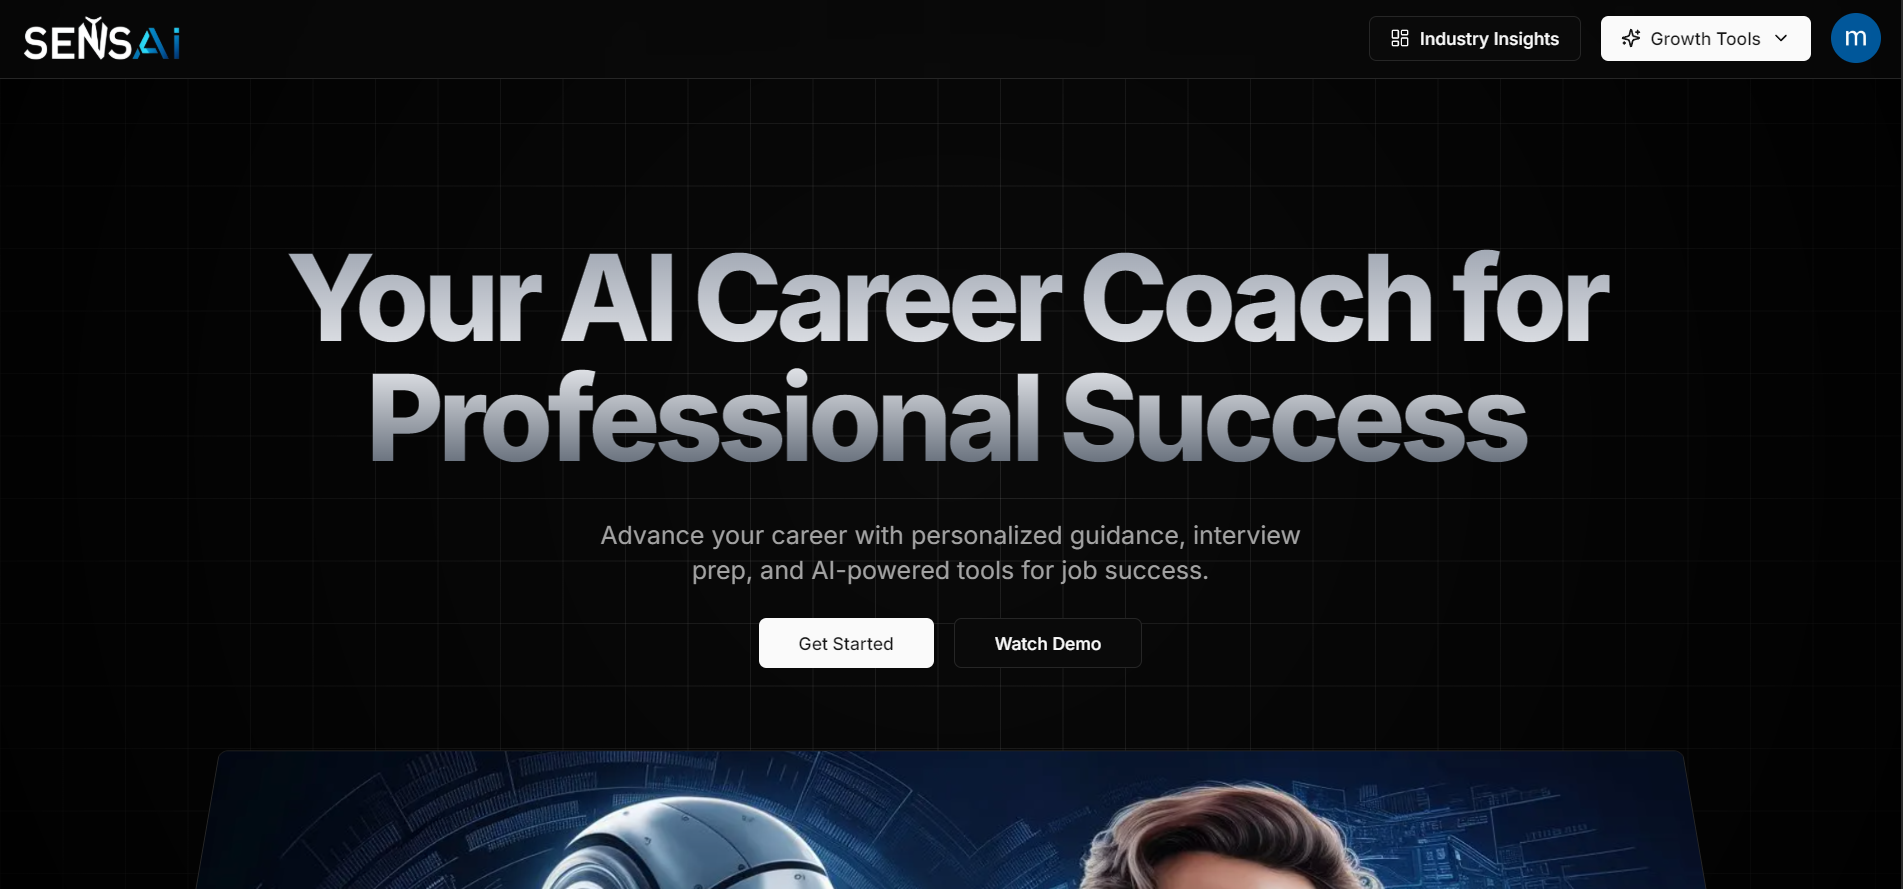 SENSAi
Industry Insights
Growth Tools
m
Your AI Career Coach for
Professional Success
Advance your career with personalized guidance, interview
prep, and AI-powered tools for job success.
Get Started
Watch Demo